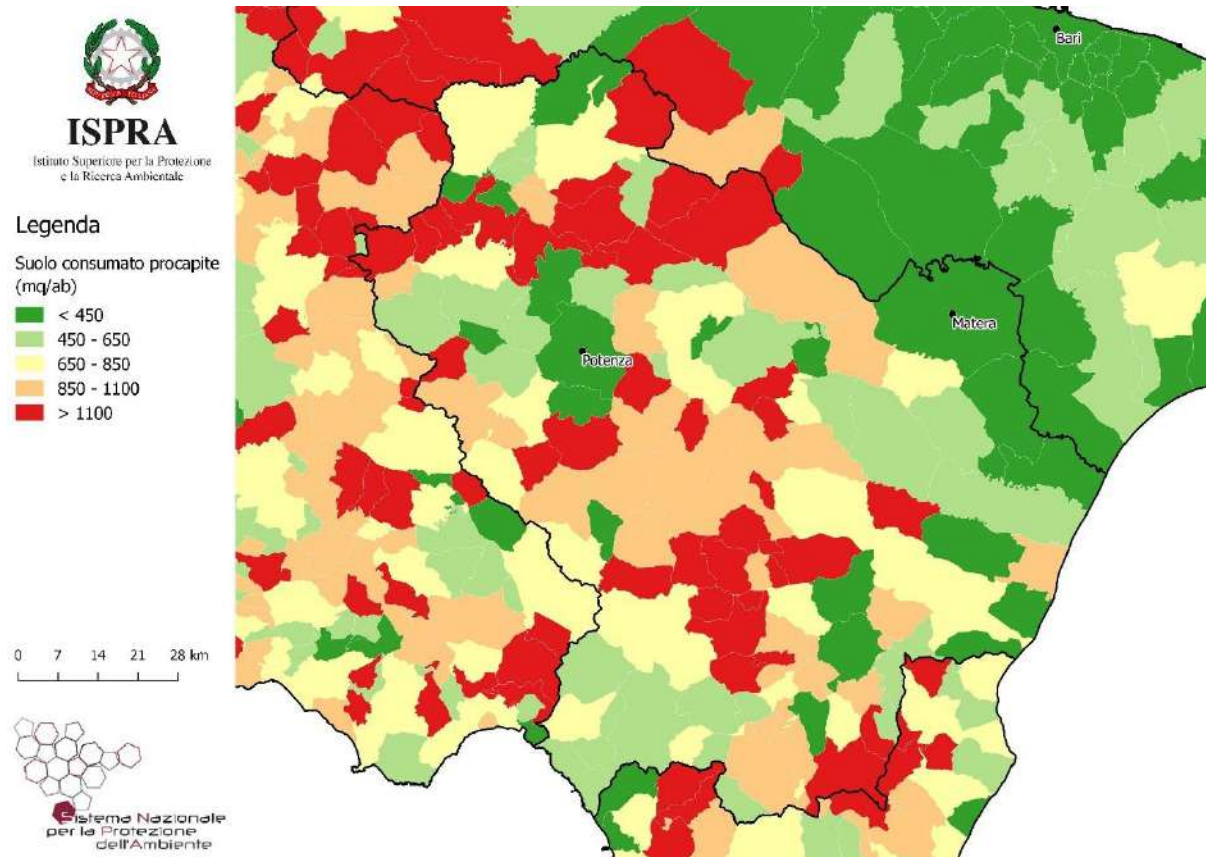 ISPRA
Istituto Superiore per la Protezione
e la Ricerca Ambientale
Legenda
Suolo consumato procapite
(mq/ab)
< 450
450 - 650
650 - 850
850 - 1100
> 1100
0 7 14 21 28 km
Sistema Nazionale
per la Protezione
dell'Ambiente
Bari
Matera
Potenza